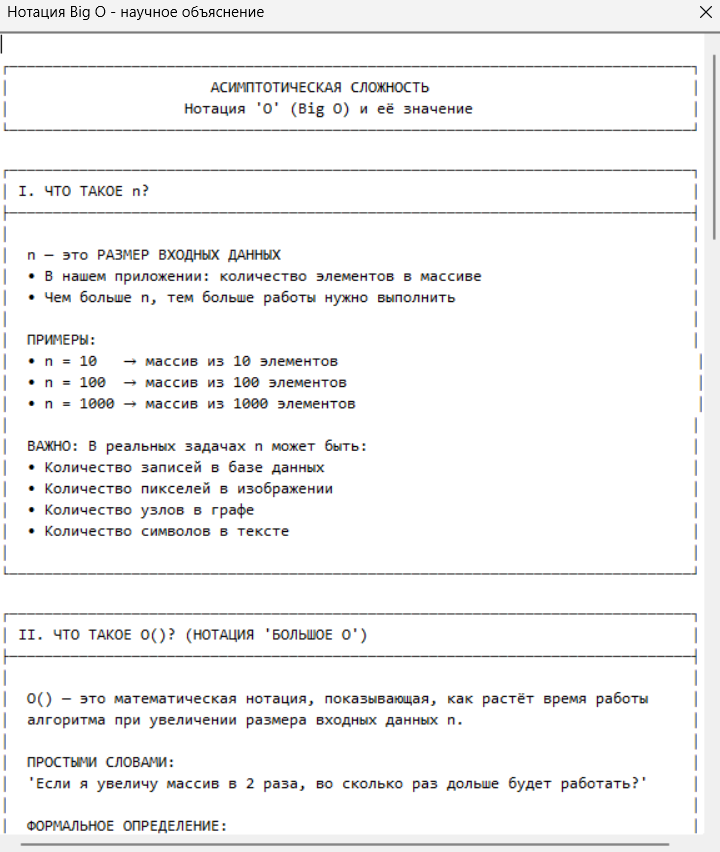 Нотация Big O - научное объяснение
АСИМПТОТИЧЕСКАЯ СЛОЖНОСТЬ
Нотация 'O' (Big O) и её значение
I. ЧТО ТАКОЕ n?
n — это РАЗМЕР ВХОДНЫХ ДАННЫХ
• В нашем приложении: количество элементов в массиве
• Чем больше n, тем больше работы нужно выполнить
ПРИМЕРЫ:
• n = 10   → массив из 10 элементов
• n = 100  → массив из 100 элементов
• n = 1000 → массив из 1000 элементов
ВАЖНО: В реальных задачах n может быть:
• Количество записей в базе данных
• Количество пикселей в изображении
• Количество узлов в графе
• Количество символов в тексте
II. ЧТО ТАКОЕ O()? (НОТАЦИЯ 'БОЛЬШОЕ O')
O() — это математическая нотация, показывающая, как растёт время работы
алгоритма при увеличении размера входных данных n.
ПРОСТЫМИ СЛОВАМИ:
'Если я увеличу массив в 2 раза, во сколько раз дольше будет работать?'
ФОРМАЛЬНОЕ ОПРЕДЕЛЕНИЕ: